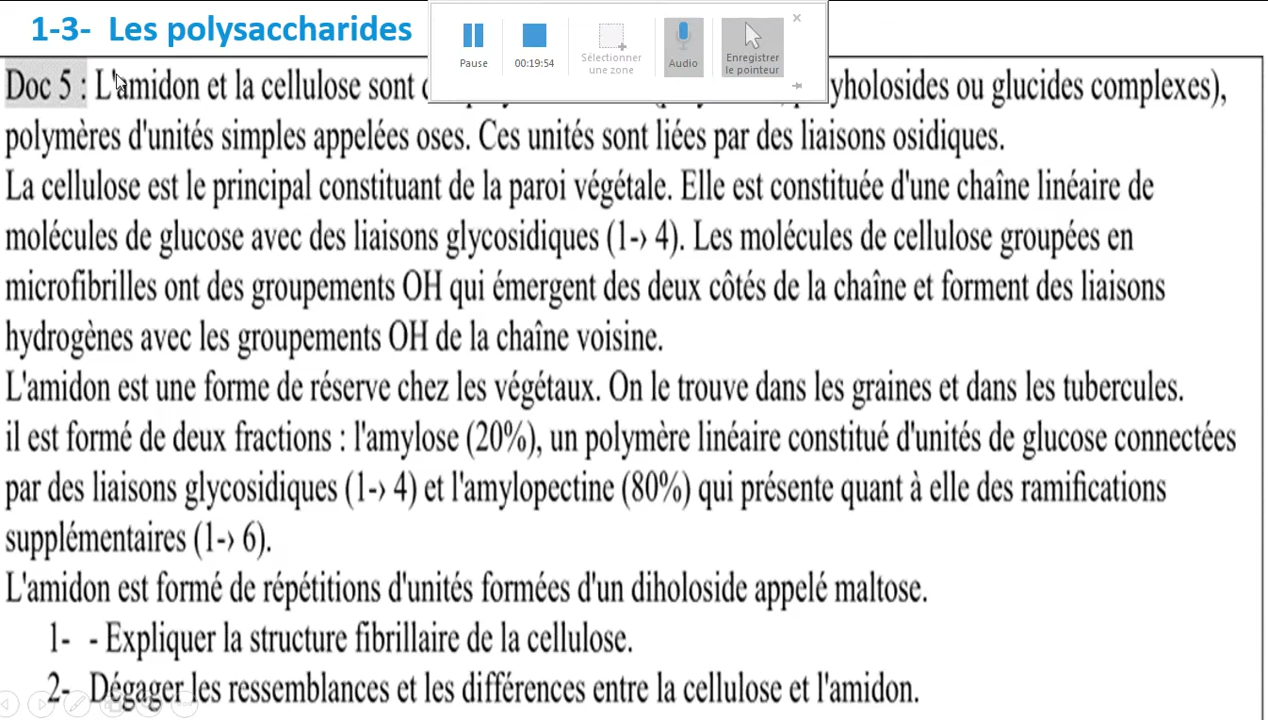 1-3- Les polysaccharides
Pause
00:19:54
Sélectionner
une zone
Audio
Enregistrer
le pointeur
Doc 5 : L'amidon et la cellulose sont yholosides ou glucides complexes),
polymères d'unités simples appelées oses. Ces unités sont liées par des liaisons osidiques.
La cellulose est le principal constituant de la paroi végétale. Elle est constituée d'une chaîne linéaire de
molécules de glucose avec des liaisons glycosidiques (1-› 4). Les molécules de cellulose groupées en
microfibrilles ont des groupements OH qui émergent des deux côtés de la chaîne et forment des liaisons
hydrogènes avec les groupements OH de la chaîne voisine.
L'amidon est une forme de réserve chez les végétaux. On le trouve dans les graines et dans les tubercules.
il est formé de deux fractions : l'amylose (20%), un polymère linéaire constitué d'unités de glucose connectées
par des liaisons glycosidiques (1-› 4) et l'amylopectine (80%) qui présente quant à elle des ramifications
supplémentaires (1-› 6).
L'amidon est formé de répétitions d'unités formées d'un diholoside appelé maltose.
1- - Expliquer la structure fibrillaire de la cellulose.
2- Dégager les ressemblances et les différences entre la cellulose et l'amidon.